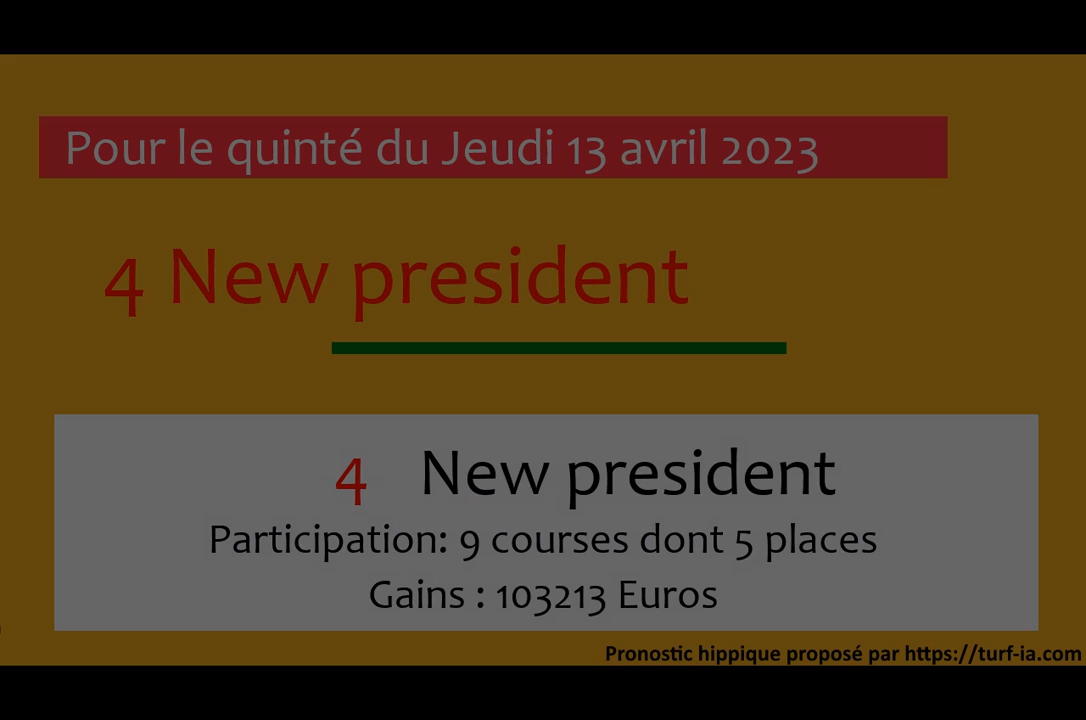 Pour le quinté du Jeudi 13 avril 2023
4 New president
4 New president
Participation: 9 courses dont 5 places
Gains : 103213 Euros
Pronostic hippique proposé par https://turf-ia.com